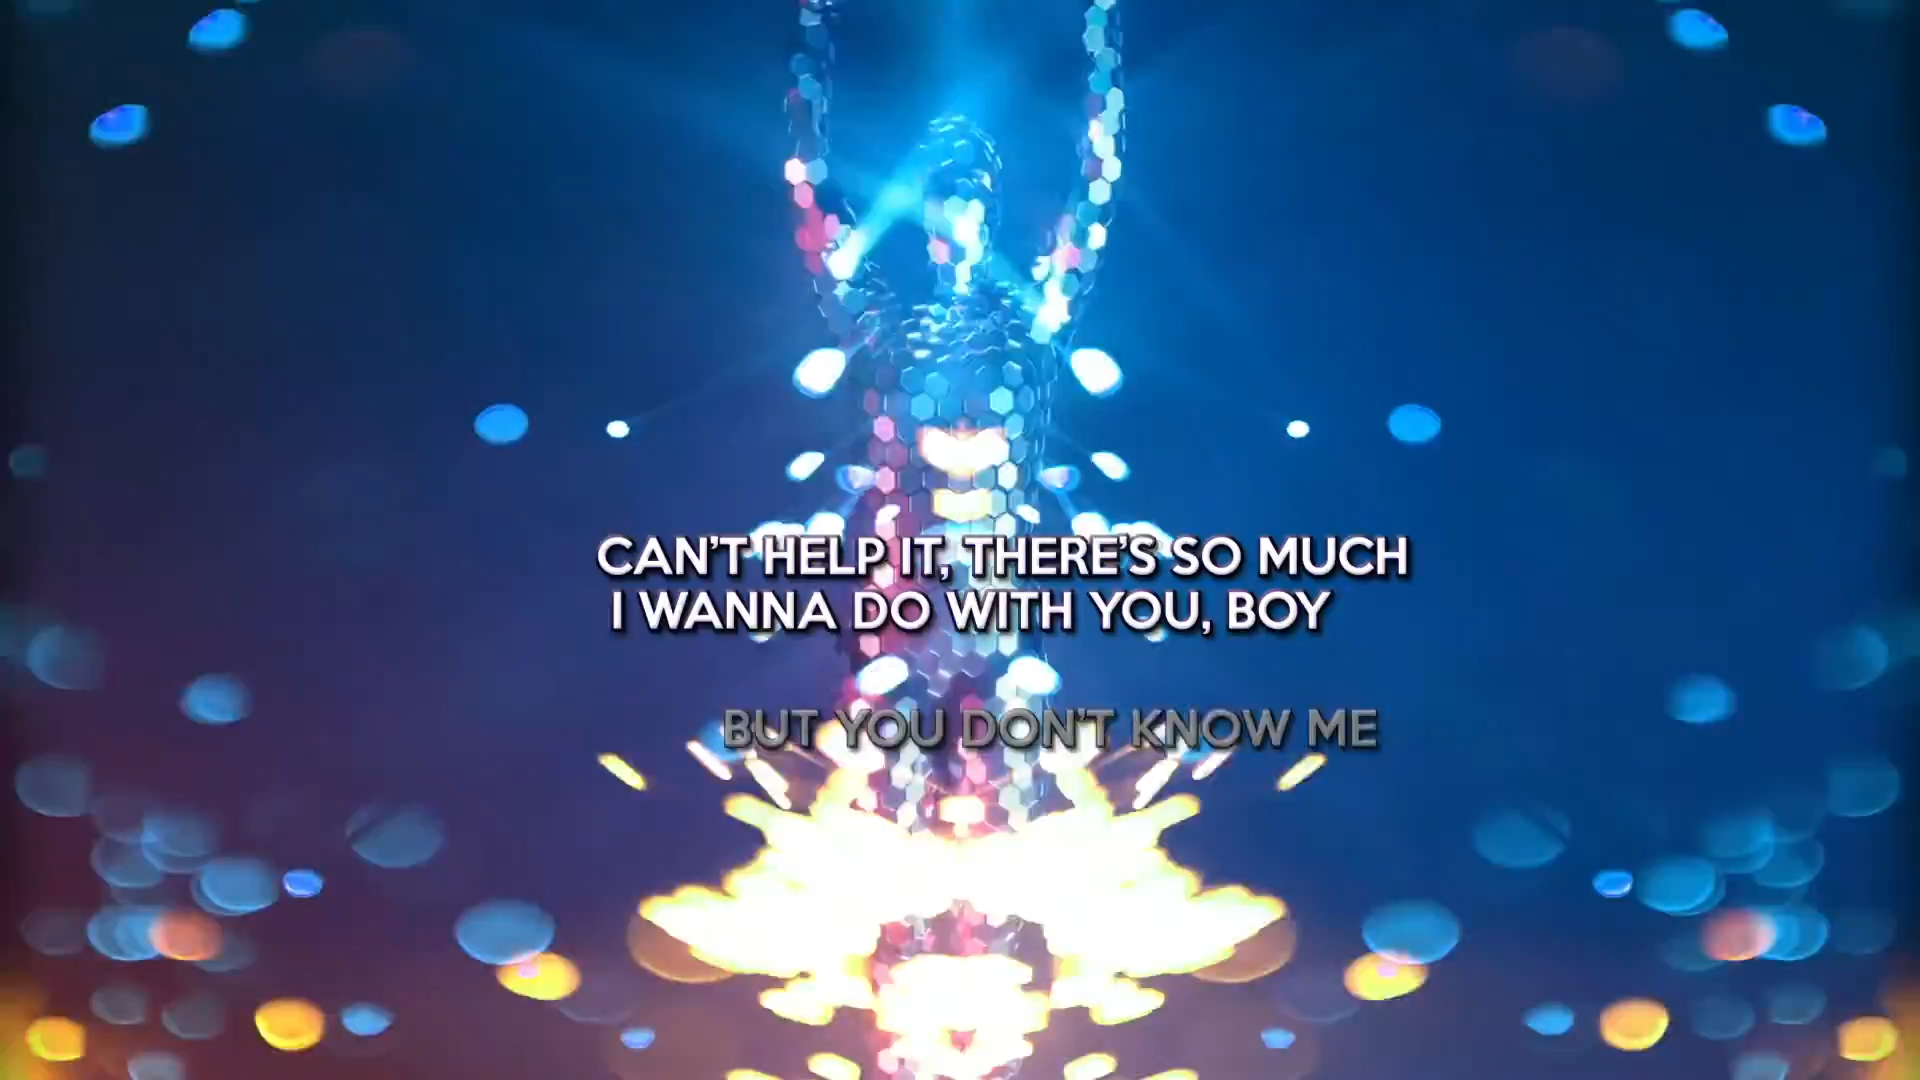 CAN'T HELP IT, THERE'S SO MUCH
I WANNA DO WITH YOU, BOY
BUT YOU DON'T KNOW ME